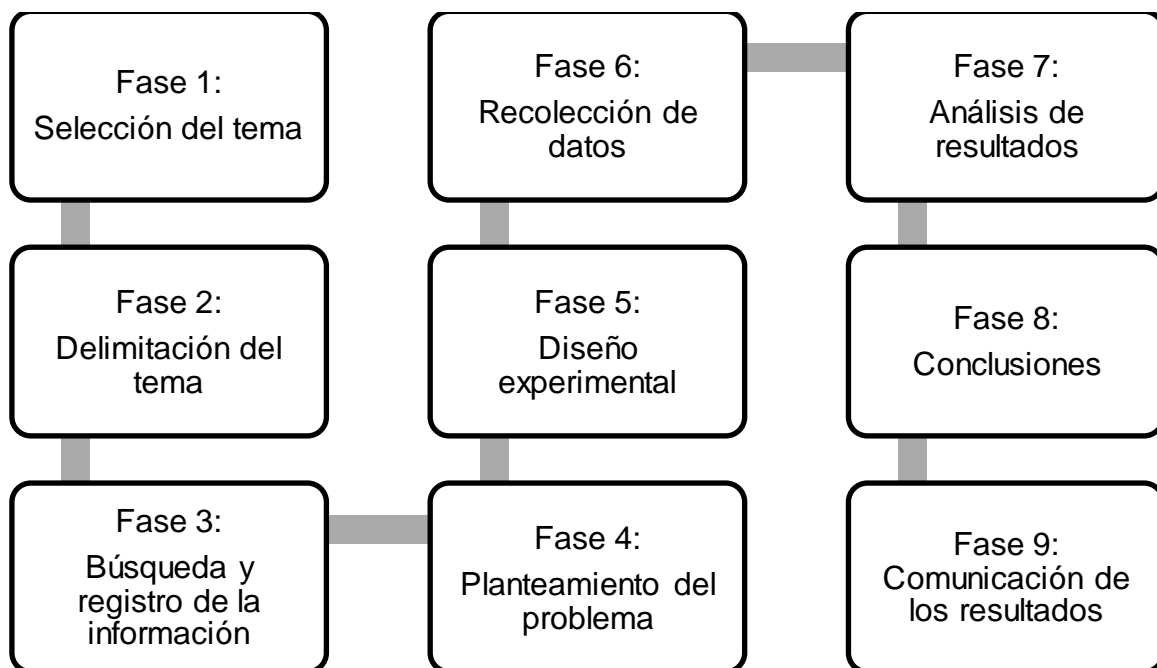 Fase 1:
Selección del tema
Fase 2:
Delimitación del
tema
Fase 3:
Búsqueda y
registro de la
información
Fase 4:
Planteamiento del
problema
Fase 5:
Diseño
experimental
Fase 6:
Recolección de
datos
Fase 7:
Análisis de
resultados
Fase 8:
Conclusiones
Fase 9:
Comunicación de
los resultados